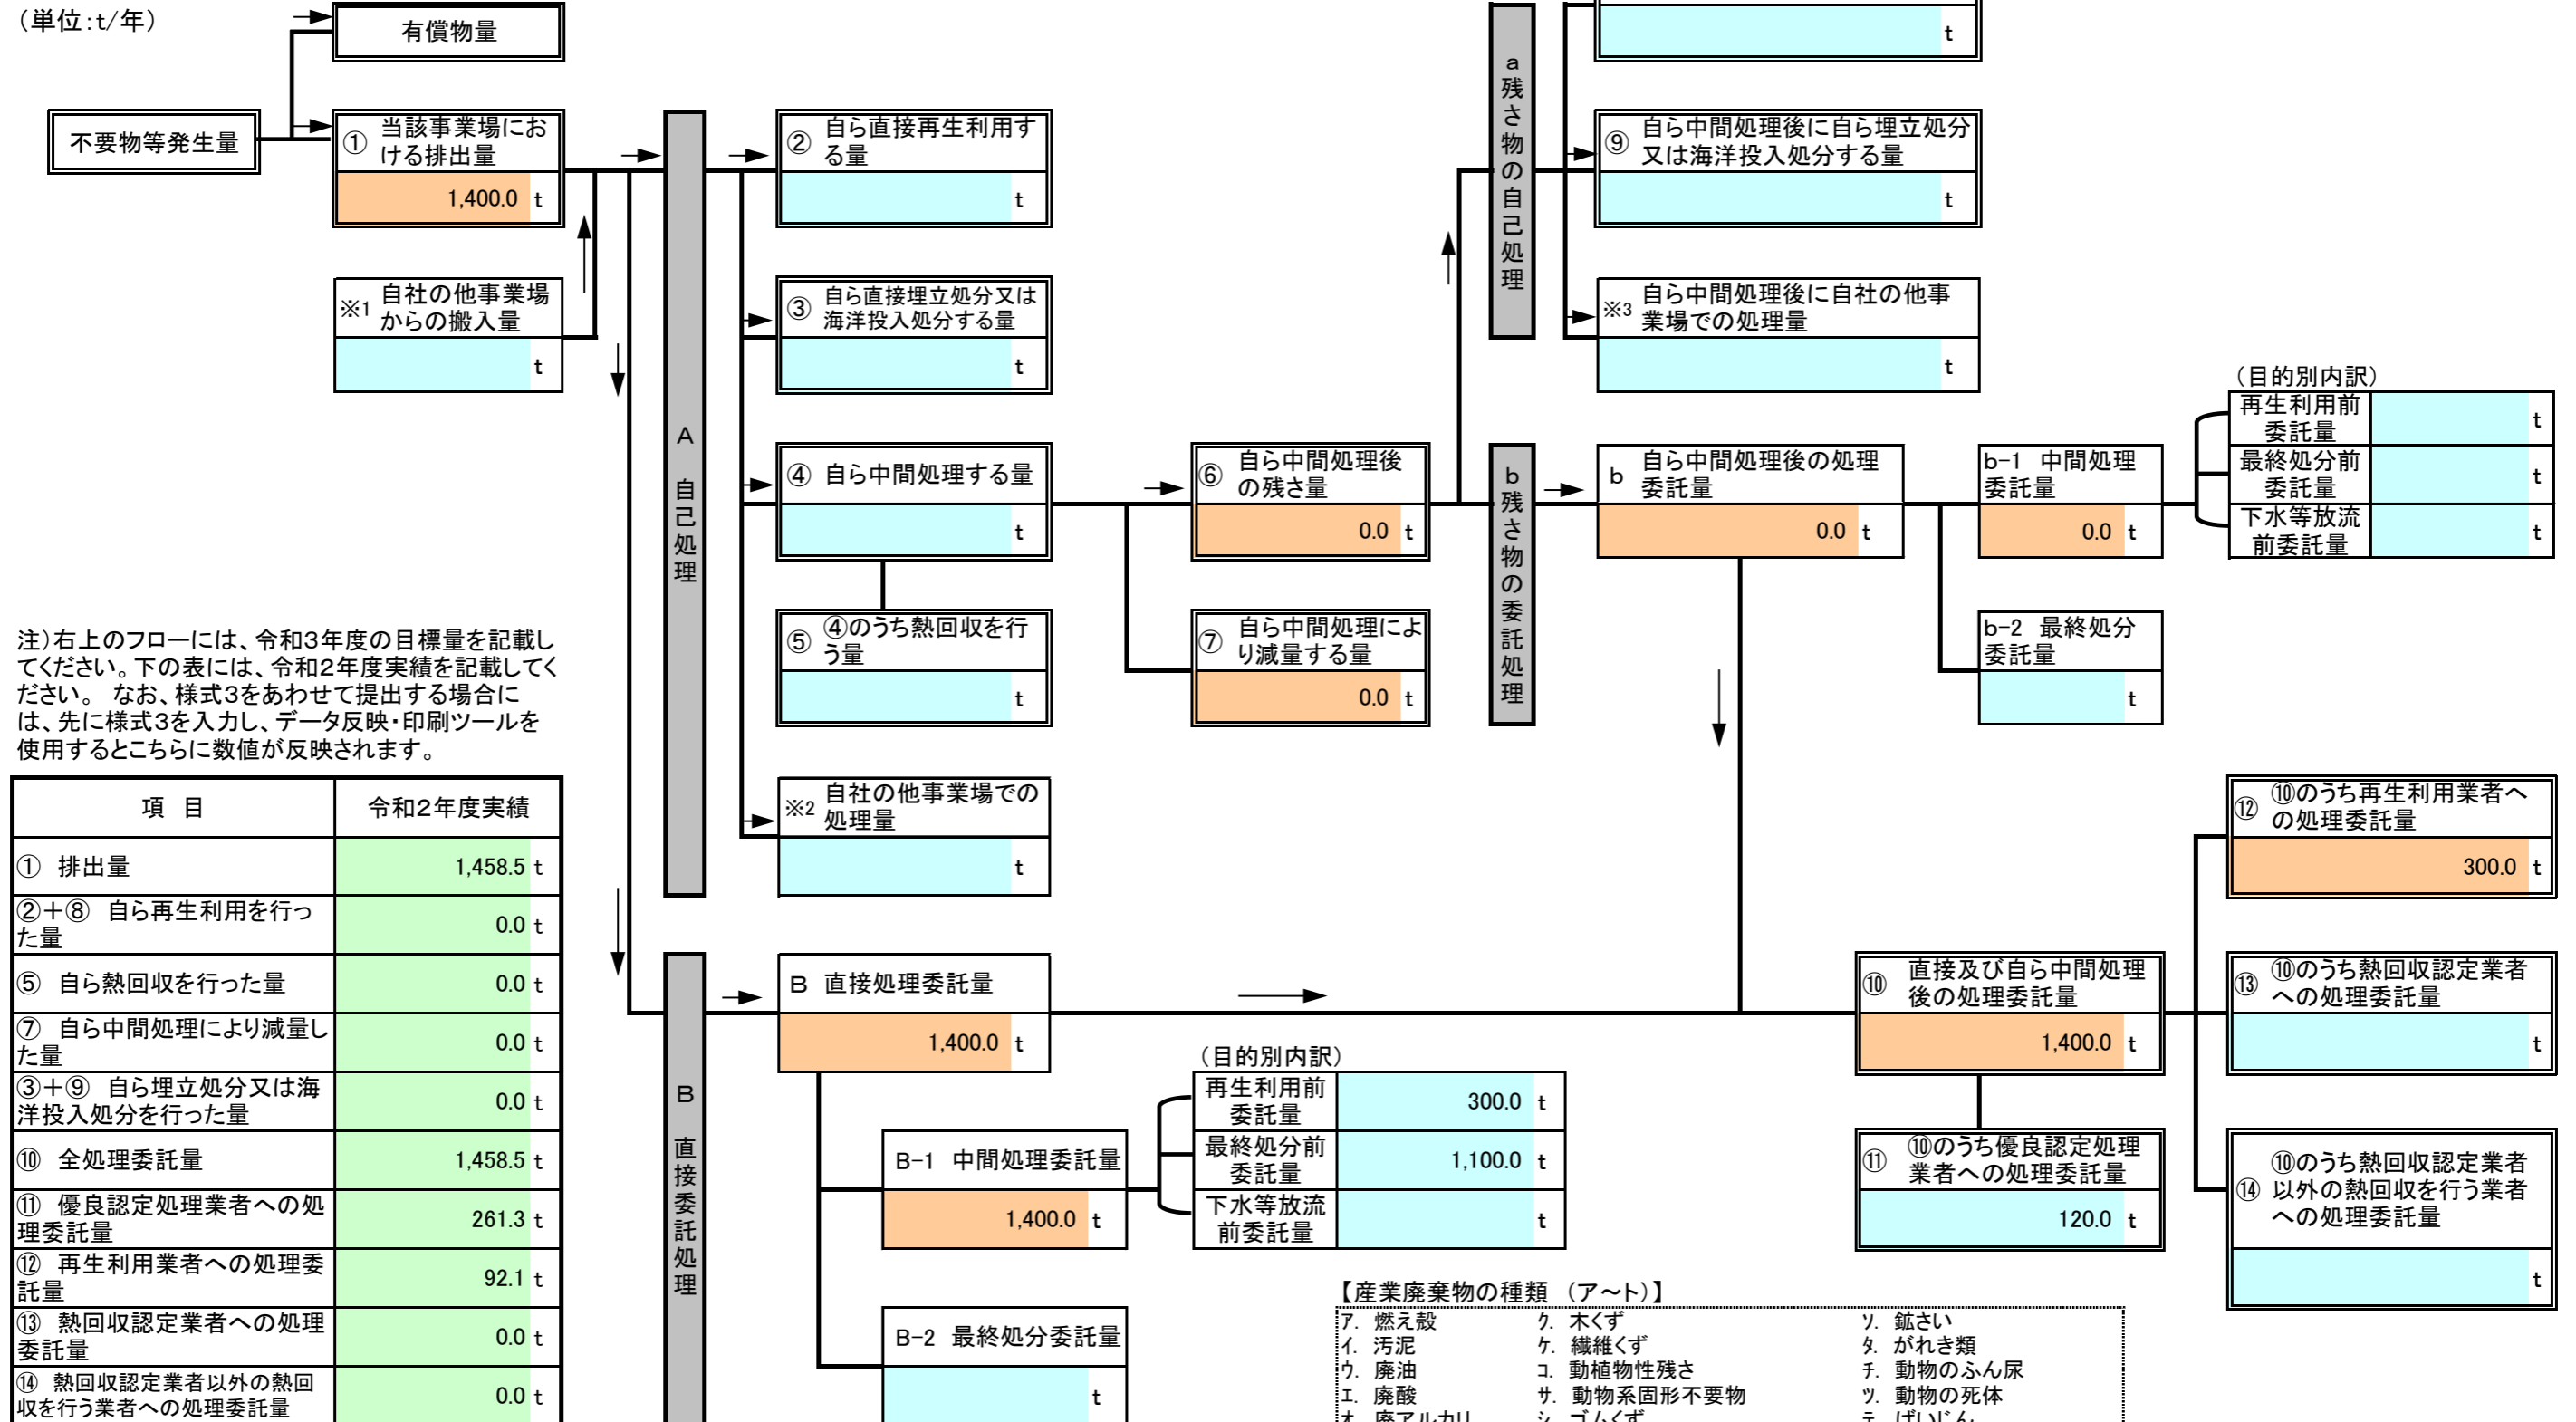 （単位：t/年）
有償物量
不要物等発生量
① 当該事業場にお
ける排出量
1,400.0 t
※1 自社の他事業場
からの搬入量
t
A 自己処理
② 自ら直接再生利用す
る量
t
③ 自ら直接埋立処分又は
海洋投入処分する量
t
④ 自ら中間処理する量
t
⑤ ④のうち熱回収を行
う量
t
※2 自社の他事業場での
処理量
t
⑥ 自ら中間処理後
の残さ量
0.0 t
⑦ 自ら中間処理によ
り減量する量
0.0 t
a 残さ物の自己処理
t
⑨ 自ら中間処理後に自ら埋立処分
又は海洋投入処分する量
t
※3 自ら中間処理後に自社の他事
業場での処理量
t
b 残さ物の委託処理
b 自ら中間処理後の処理
委託量
0.0 t
b-1 中間処理
委託量
0.0 t
b-2 最終処分
委託量
t
（目的別内訳）
再生利用前
委託量
t
最終処分前
委託量
t
下水等放流
前委託量
t
注）右上のフローには、令和3年度の目標量を記載し
てください。下の表には、令和2年度実績を記載してく
ださい。 なお、様式3をあわせて提出する場合に
は、先に様式3を入力し、データ反映・印刷ツールを
使用するとこちらに数値が反映されます。
項 目 令和2年度実績
① 排出量 1,458.5 t
②＋⑧ 自ら再生利用を行っ
た量
0.0 t
⑤ 自ら熱回収を行った量 0.0 t
⑦ 自ら中間処理により減量し
た量
0.0 t
③＋⑨ 自ら埋立処分又は海
洋投入処分を行った量
0.0 t
⑩ 全処理委託量 1,458.5 t
⑪ 優良認定処理業者への処
理委託量
261.3 t
⑫ 再生利用業者への処理委
託量
92.1 t
⑬ 熱回収認定業者への処理
委託量
0.0 t
⑭ 熱回収認定業者以外の熱回
収を行う業者への処理委託量
0.0 t
B 直接委託処理
B 直接処理委託量
1,400.0 t
B-1 中間処理委託量
1,400.0 t
B-2 最終処分委託量
t
（目的別内訳）
再生利用前
委託量
300.0 t
最終処分前
委託量
1,100.0 t
下水等放流
前委託量
t
⑩ 直接及び自ら中間処理
後の処理委託量
1,400.0 t
⑪ ⑩のうち優良認定処理
業者への処理委託量
120.0 t
⑫ ⑩のうち再生利用業者へ
の処理委託量
300.0 t
⑬ ⑩のうち熱回収認定業者
への処理委託量
t
⑭ ⑩のうち熱回収認定業者
以外の熱回収を行う業者
への処理委託量
t
【産業廃棄物の種類 （ア～ト）】
ア. 燃え殻 ク. 木くず ソ. 鉱さい
イ. 汚泥 ケ. 繊維くず タ. がれき類
ウ. 廃油 コ. 動植物性残さ チ. 動物のふん尿
エ. 廃酸 サ. 動物系固形不要物 ツ. 動物の死体
オ. 廃アルカリ シ. ゴムくず テ. ばいじん